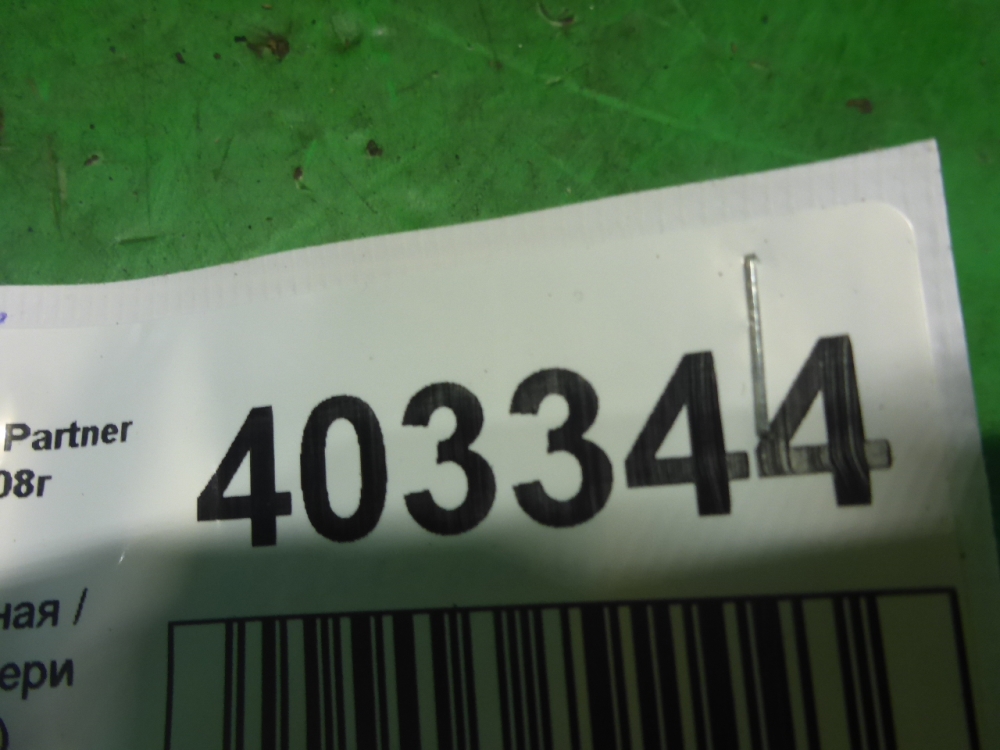 Partner
08г
403344
ная /
ери
)